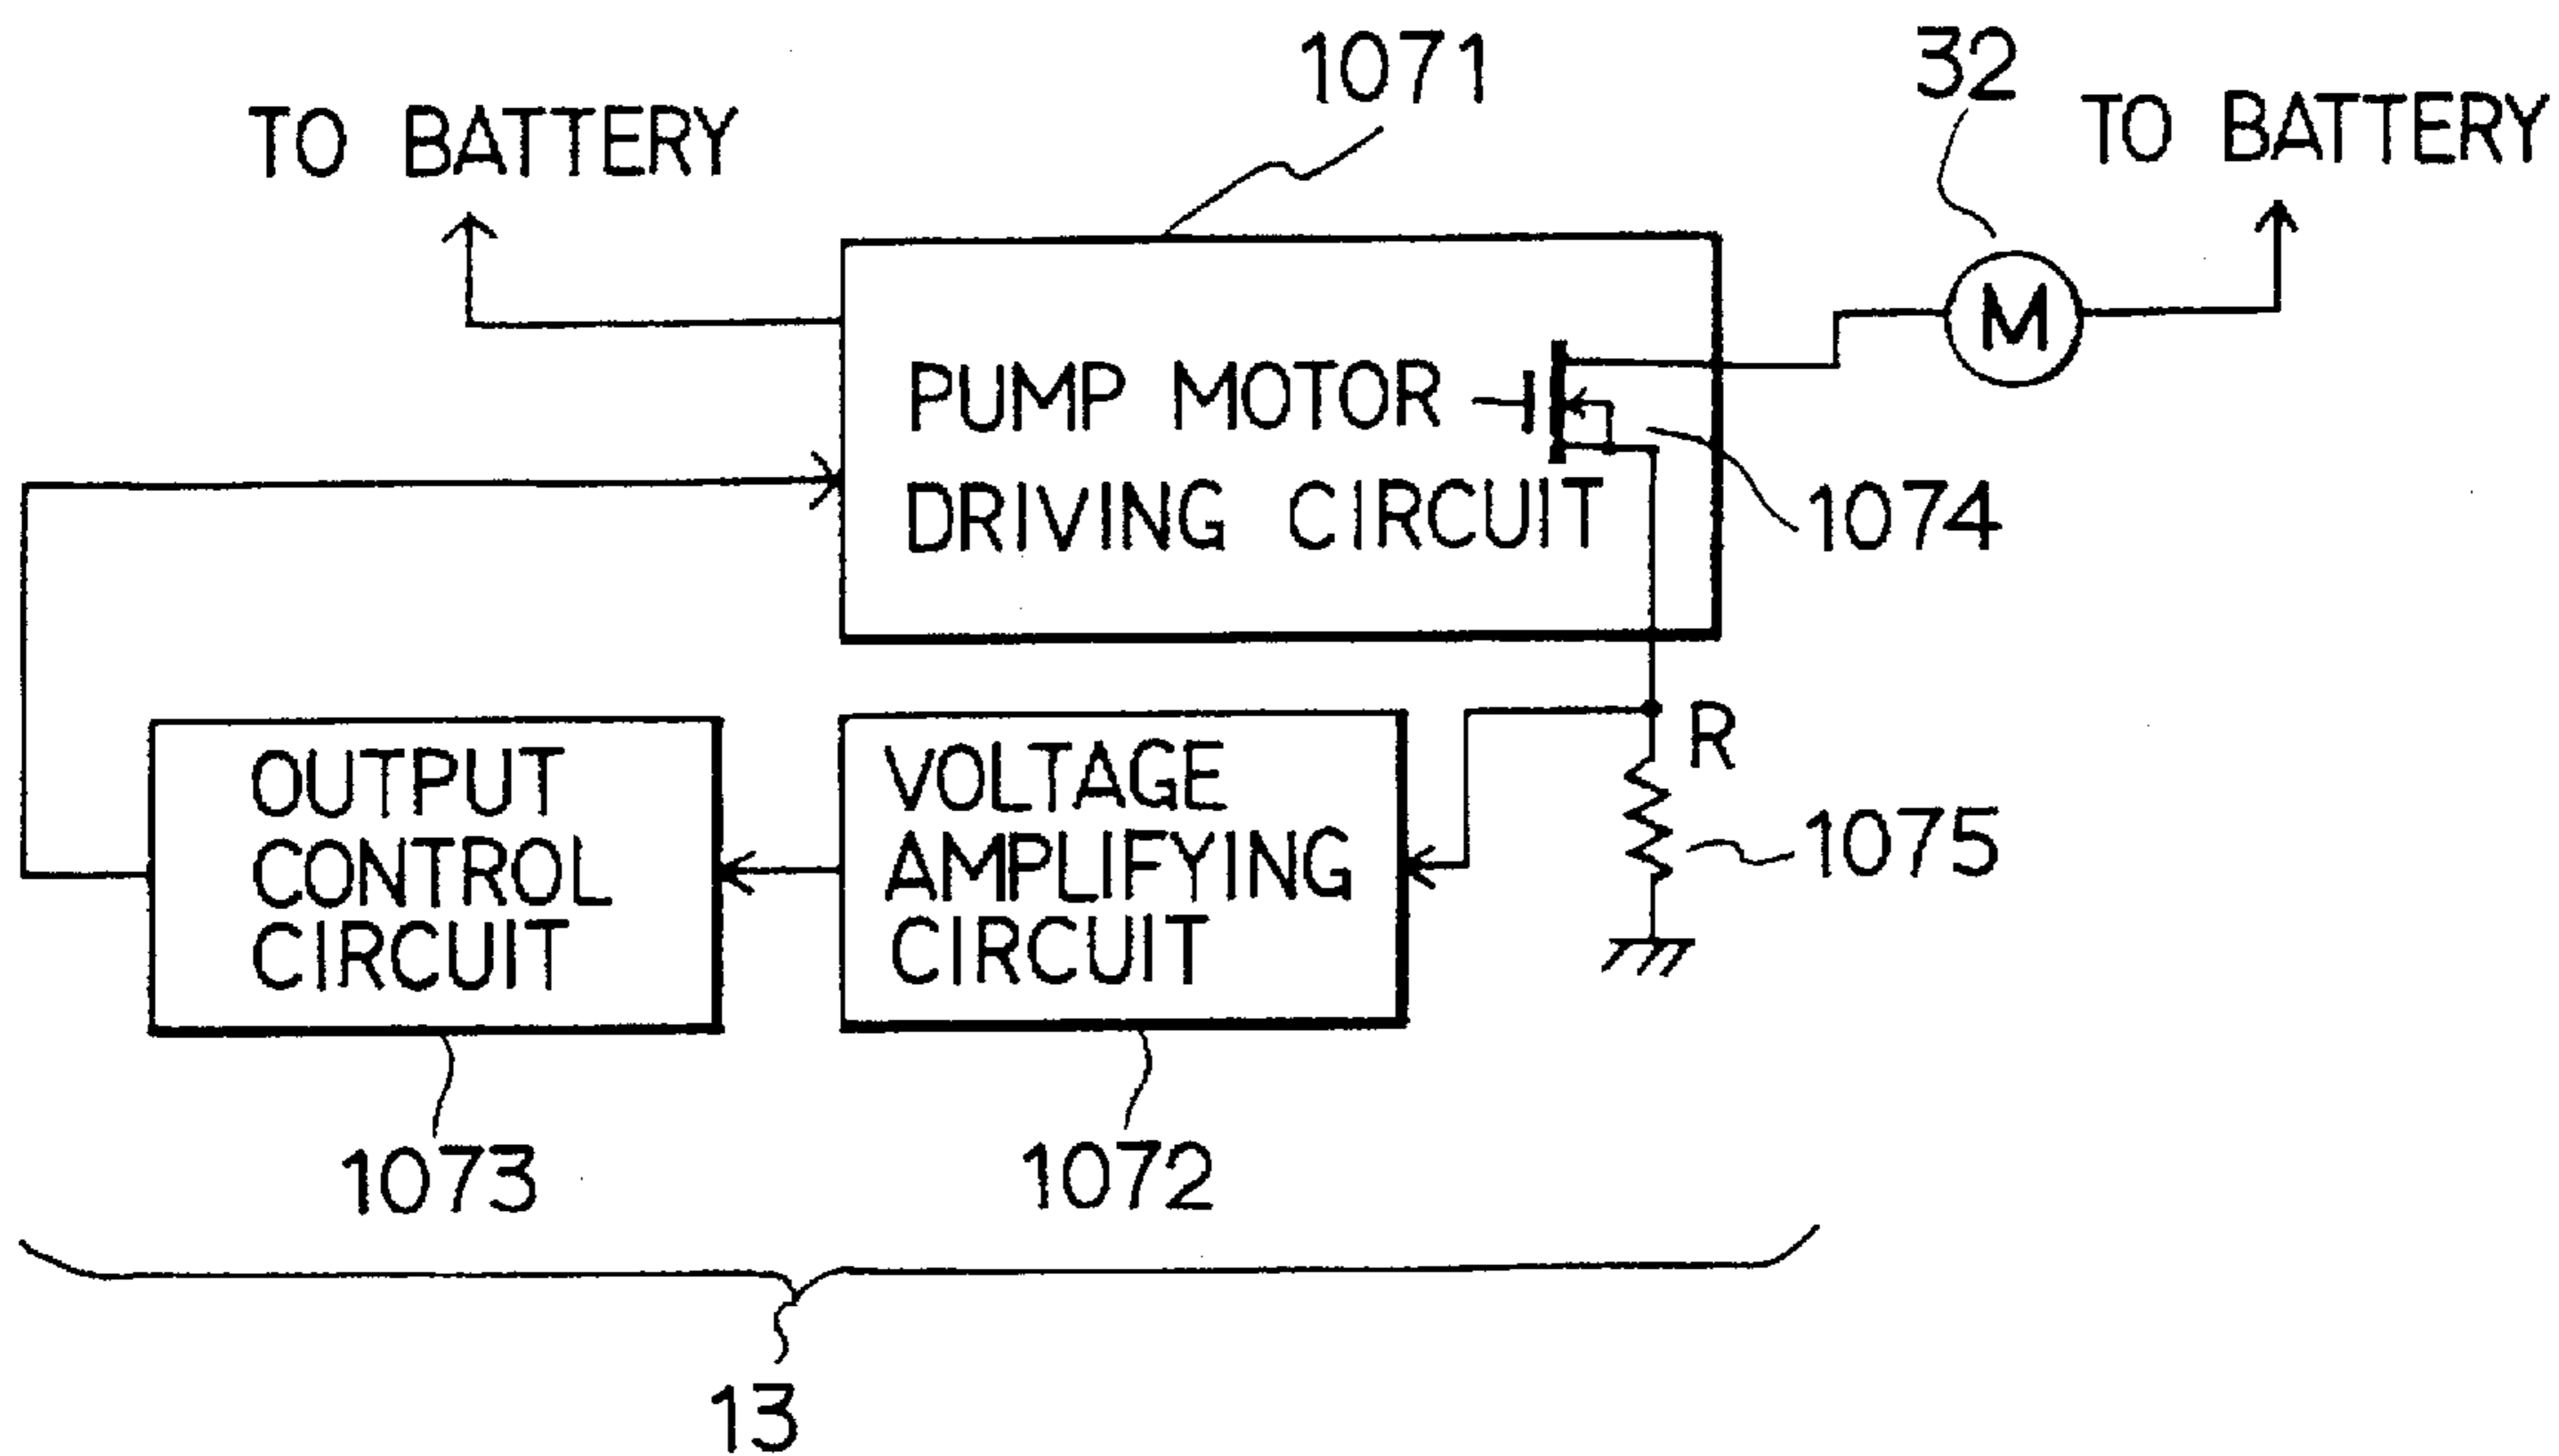 1071
32
TO BATTERY
TO BATTERY
M
PUMP MOTOR
DRIVING CIRCUIT
1074
R
OUTPUT
CONTROL
CIRCUIT
VOLTAGE
AMPLIFYING
CIRCUIT
1075
1073
1072
13